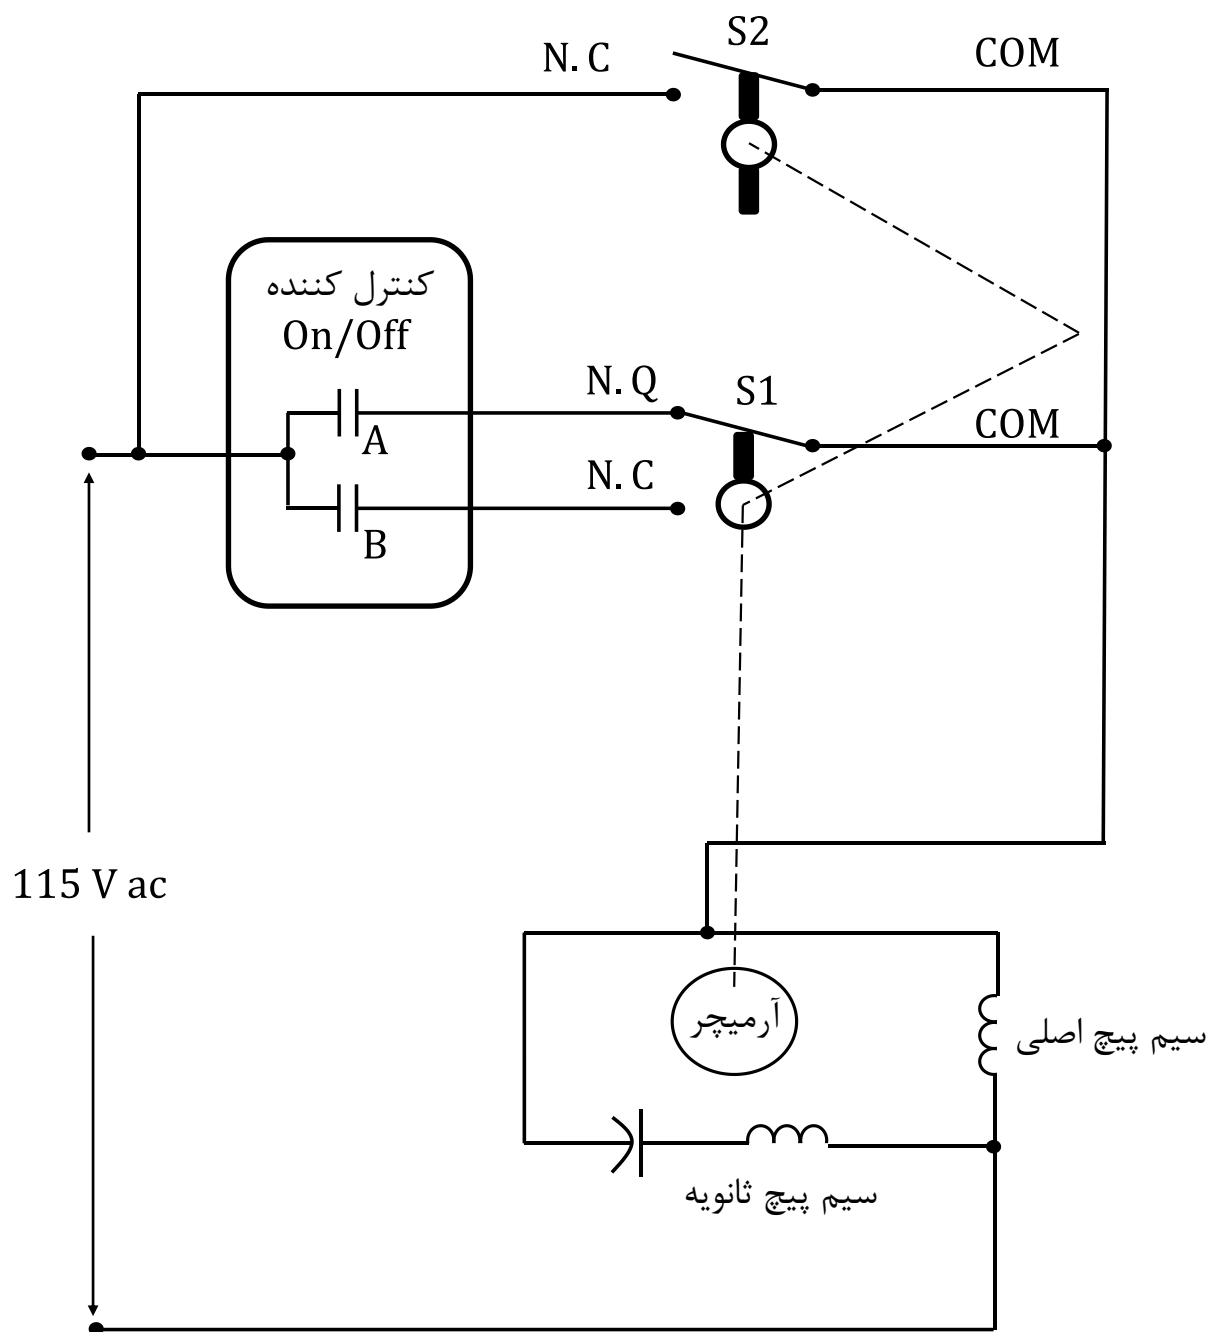 S2
N. C
COM
کنترل کننده
On/Off
N. Q
S1
COM
A
N. C
B
115 V ac
آرمیچر
سیم پیچ اصلی
سیم پیچ ثانویه